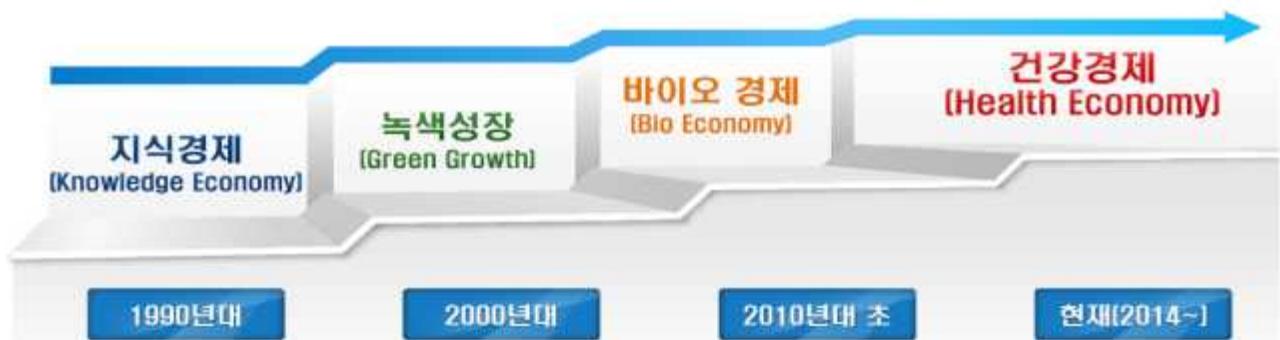 지식경제
(Knowledge Economy)
녹색성장
(Green Growth)
바이오 경제
(Bio Economy)
건강경제
(Health Economy)
1990년대
2000년대
2010년대 초
현재(2014~)